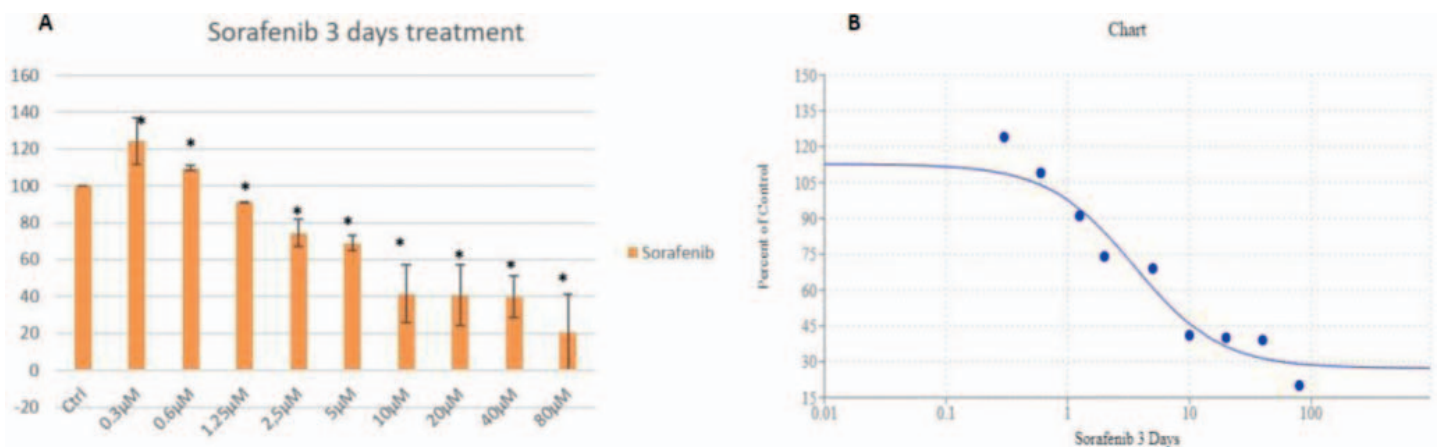 A
Sorafenib 3 days treatment
160
140
120
100
80
60
40
20
0
-20
* * * * * * * * *
Ctrl 0.3µM 0.6µM 1.25µM 2,5µM 5µM 10µM 20µM 40µM 80µM
Sorafenib
B
Chart
Percent of Control
150
135
120
105
90
75
60
45
30
15
0.01 0.1 1 10 100
Sorafenib 3 Days